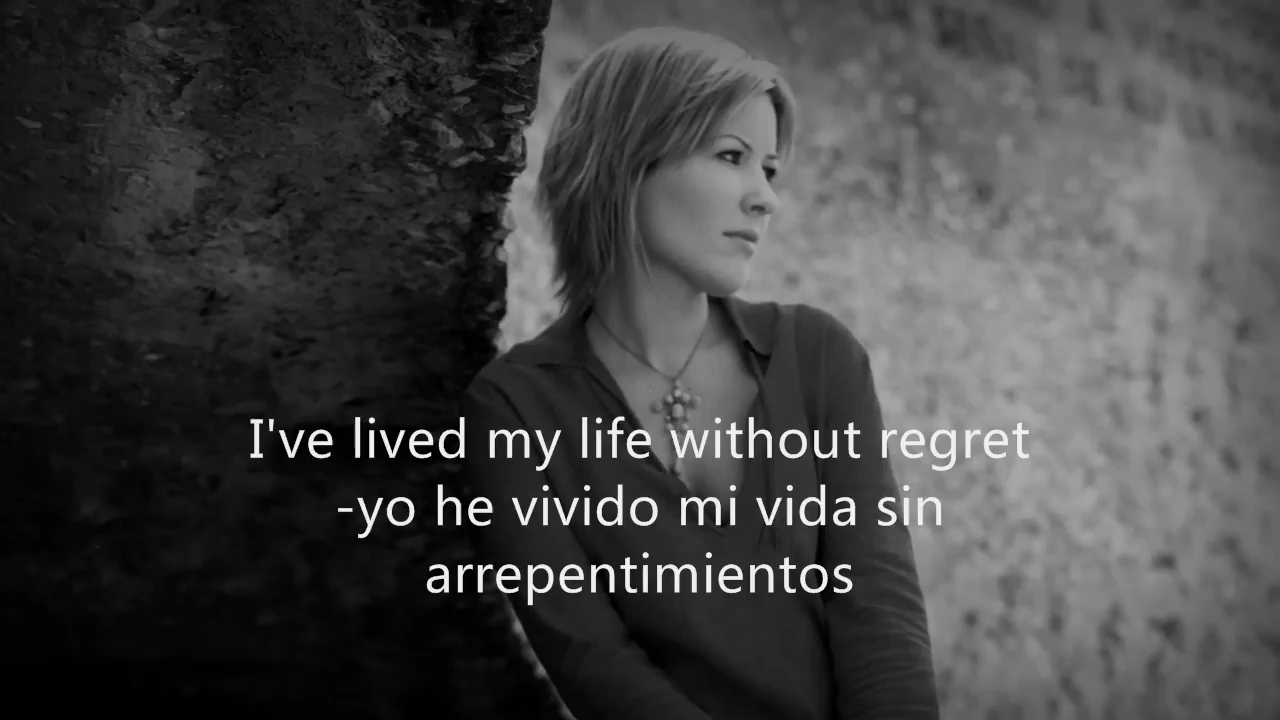 I've lived my life without regret
-yo he vivido mi vida sin
arrepentimientos